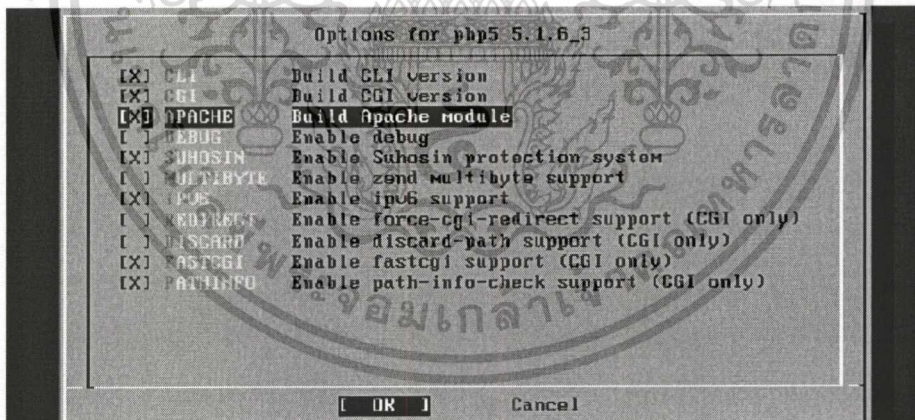 Options for php5 5.1.6_3
[X] CLI Build CLI version
[X] CGI Build CGI version
[X] APACHE Build Apache module
[ ] DEBUG Enable debug
[X] SUHOSIN Enable Suhosin protection system
[ ] MULTIBYTE Enable zend multibyte support
[X] IPV6 Enable ipv6 support
[ ] REDIRECT Enable force-cgi-redirect support (CGI only)
[ ] DISCARD Enable discard-path support (CGI only)
[X] FASTCGI Enable fastcgi support (CGI only)
[X] PATHINFO Enable path-info-check support (CGI only)
[ OK ] Cancel